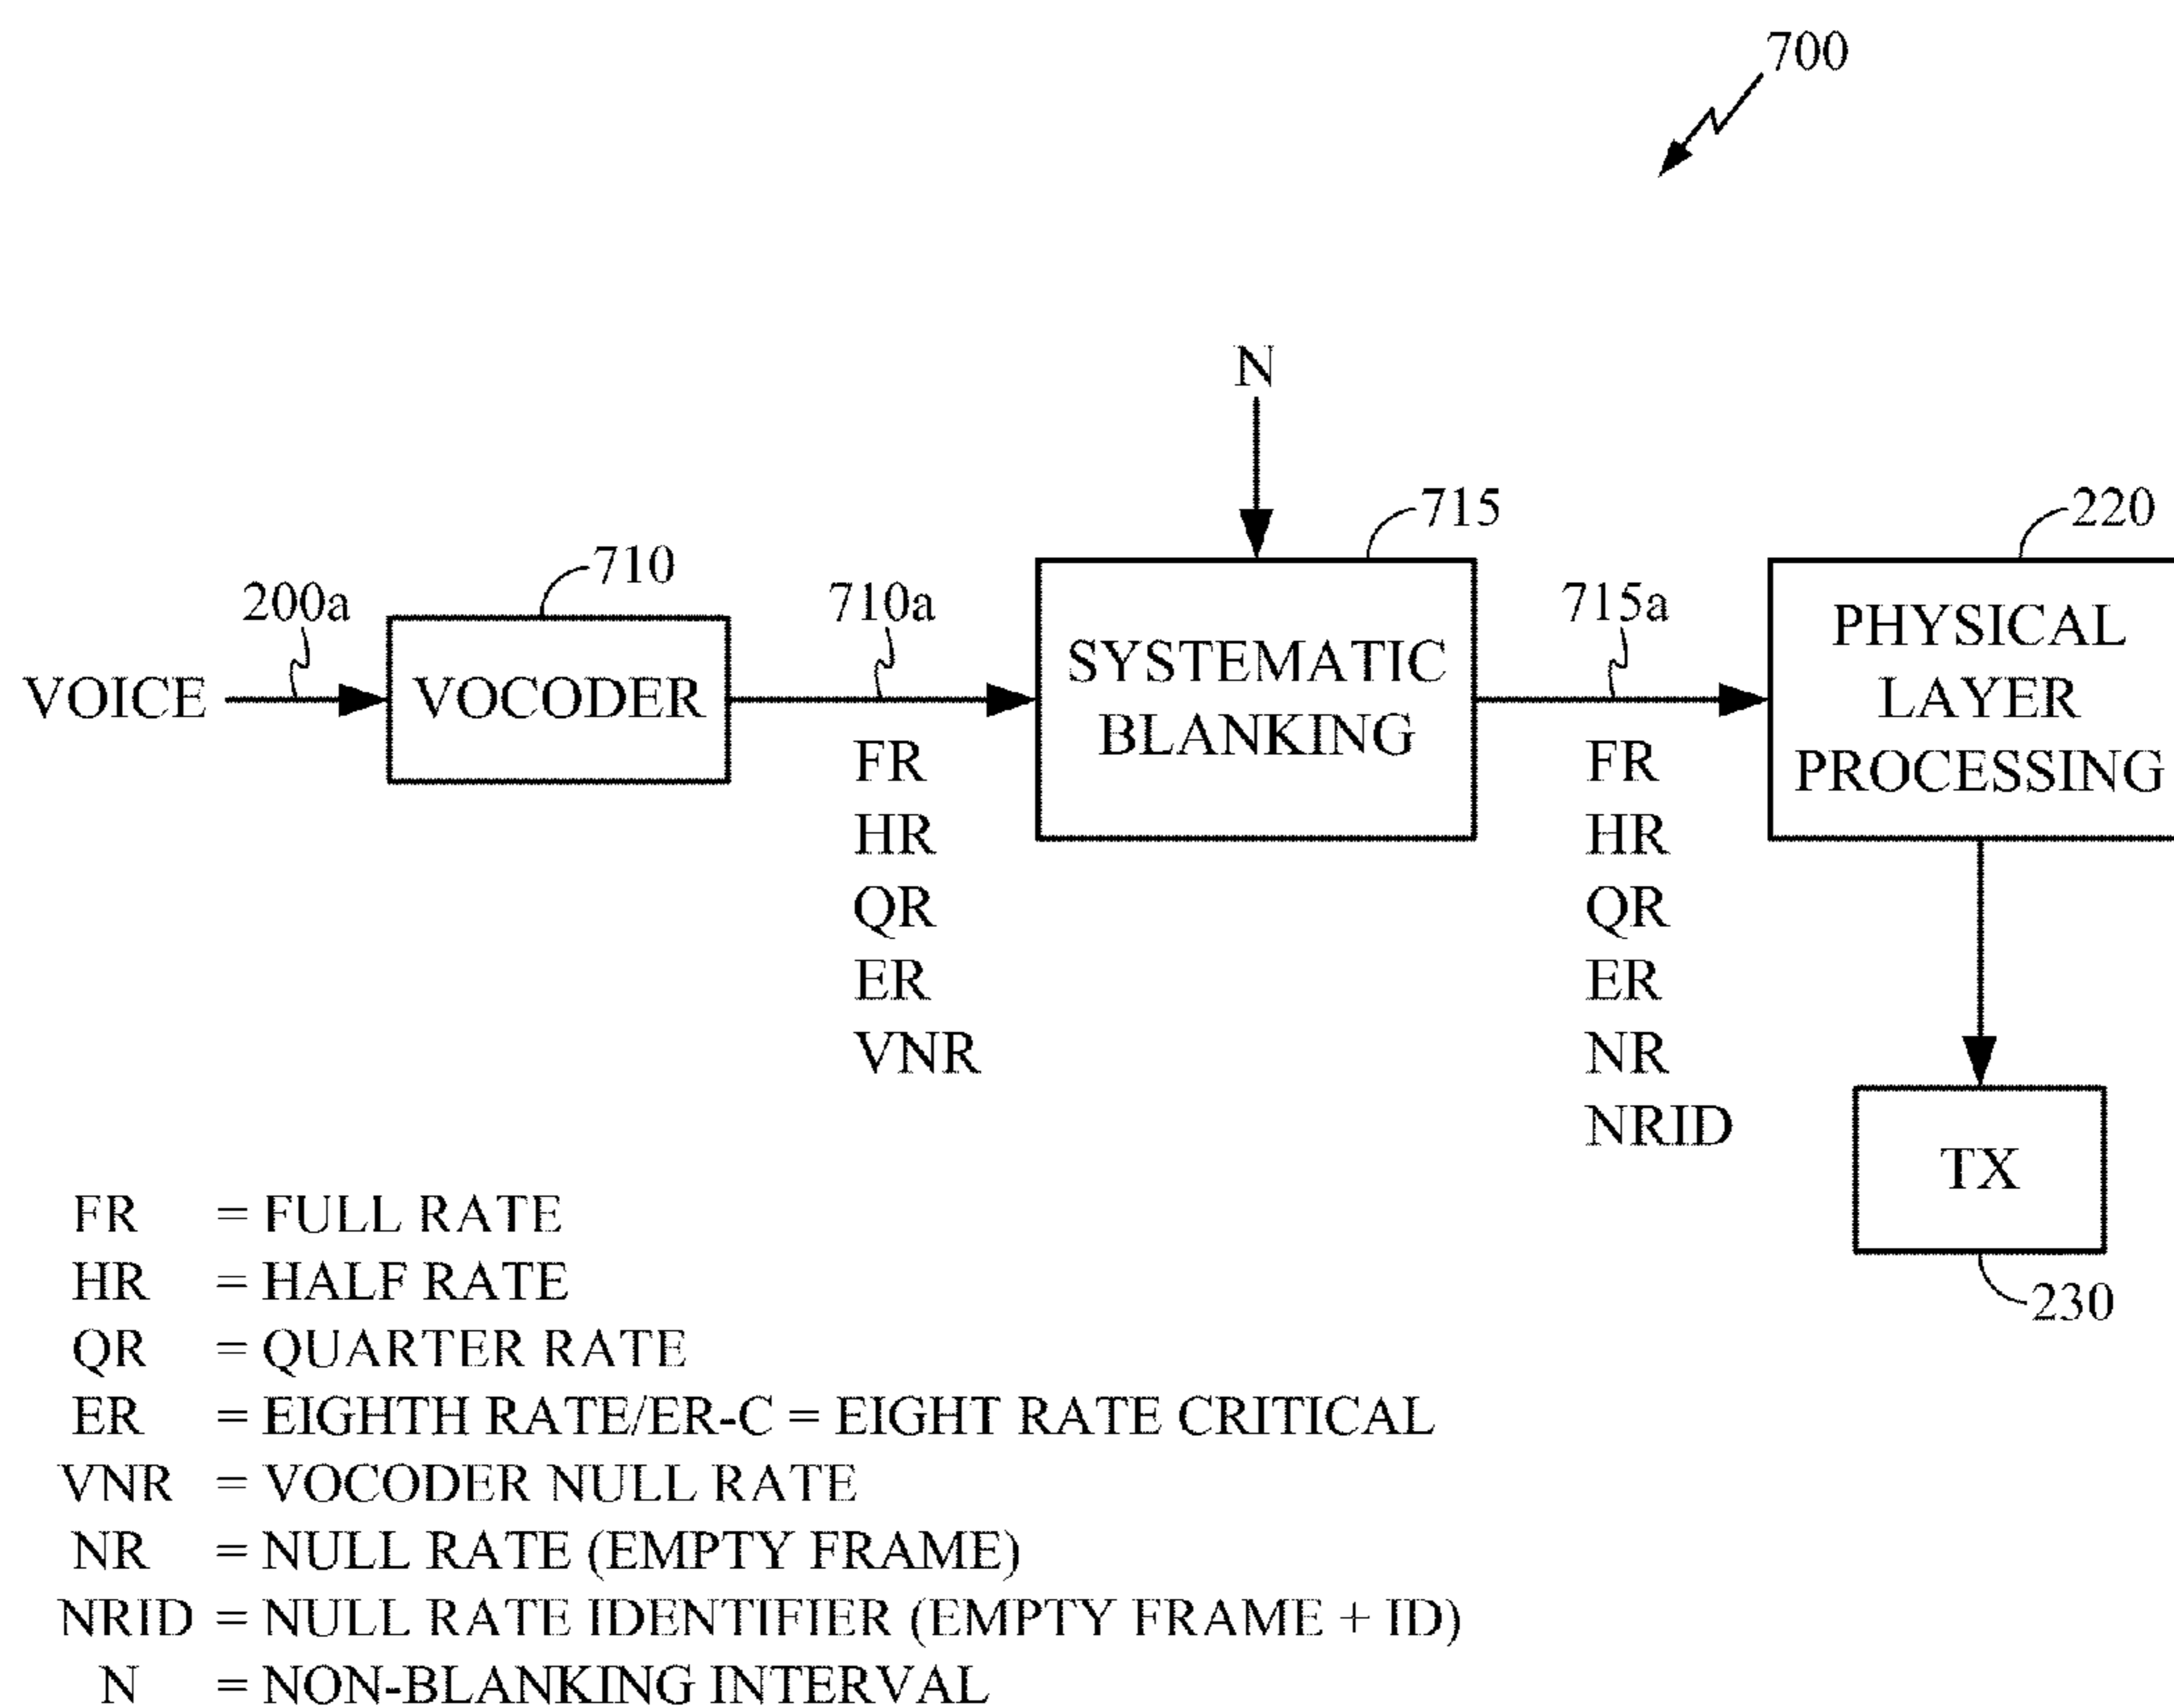 700
N
715
220
710
200a
710a
715a
VOICE
VOCODER
SYSTEMATIC
BLANKING
PHYSICAL
LAYER
PROCESSING
FR
HR
QR
ER
VNR
FR
HR
QR
ER
NR
NRID
TX
230
FR = FULL RATE
HR = HALF RATE
QR = QUARTER RATE
ER = EIGHTH RATE/ER-C = EIGHT RATE CRITICAL
VNR = VOCODER NULL RATE
NR = NULL RATE (EMPTY FRAME)
NRID = NULL RATE IDENTIFIER (EMPTY FRAME + ID)
N = NON-BLANKING INTERVAL